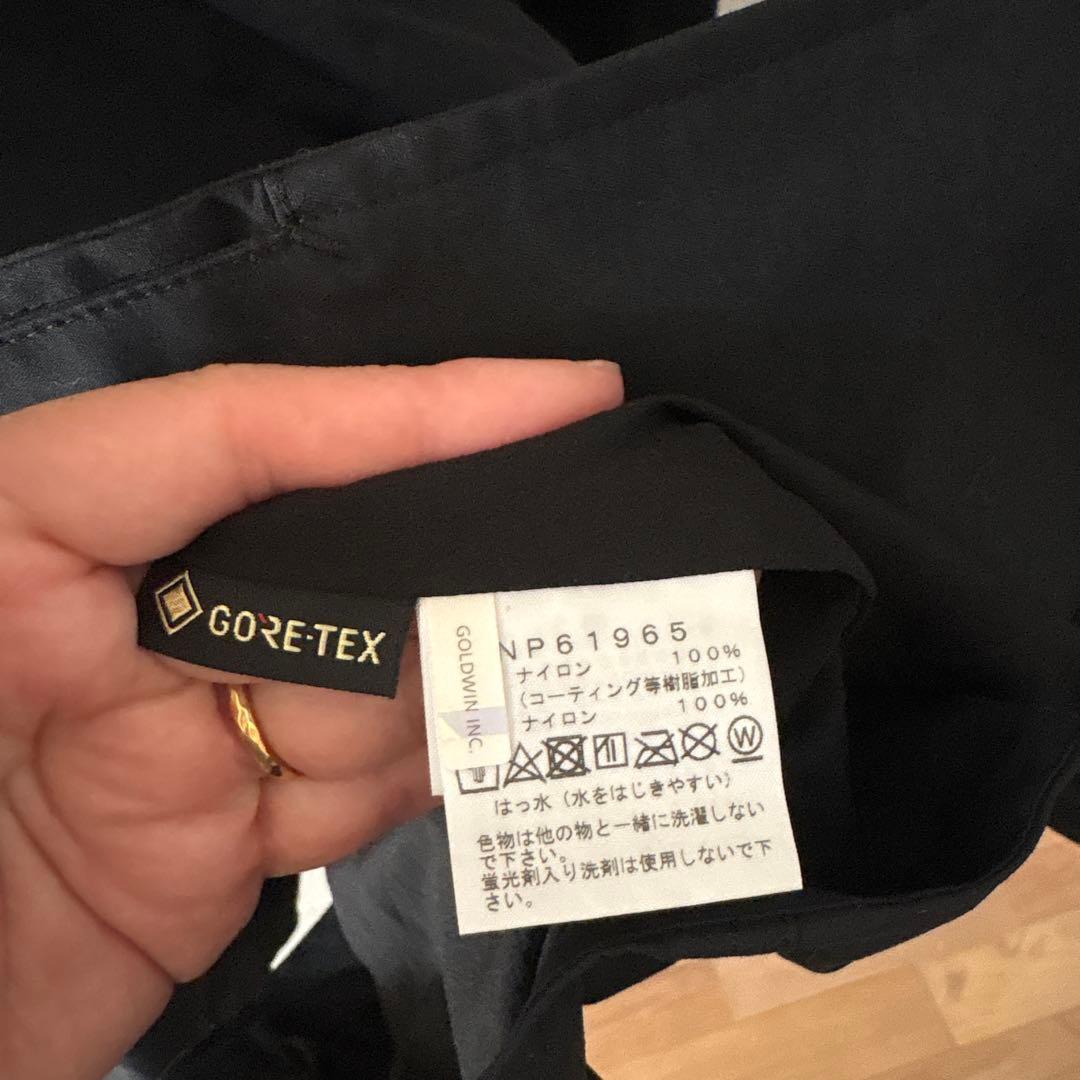 GORE-TEX
GOLDWIN INC.
NP61965
ナイロン 100%
(コーティング等樹脂加工)
ナイロン 100%
W
はっ水(水をはじきやすい)
色物は他の物と一緒に洗濯しない
で下さい。
蛍光剤入り洗剤は使用しないで下
さい。